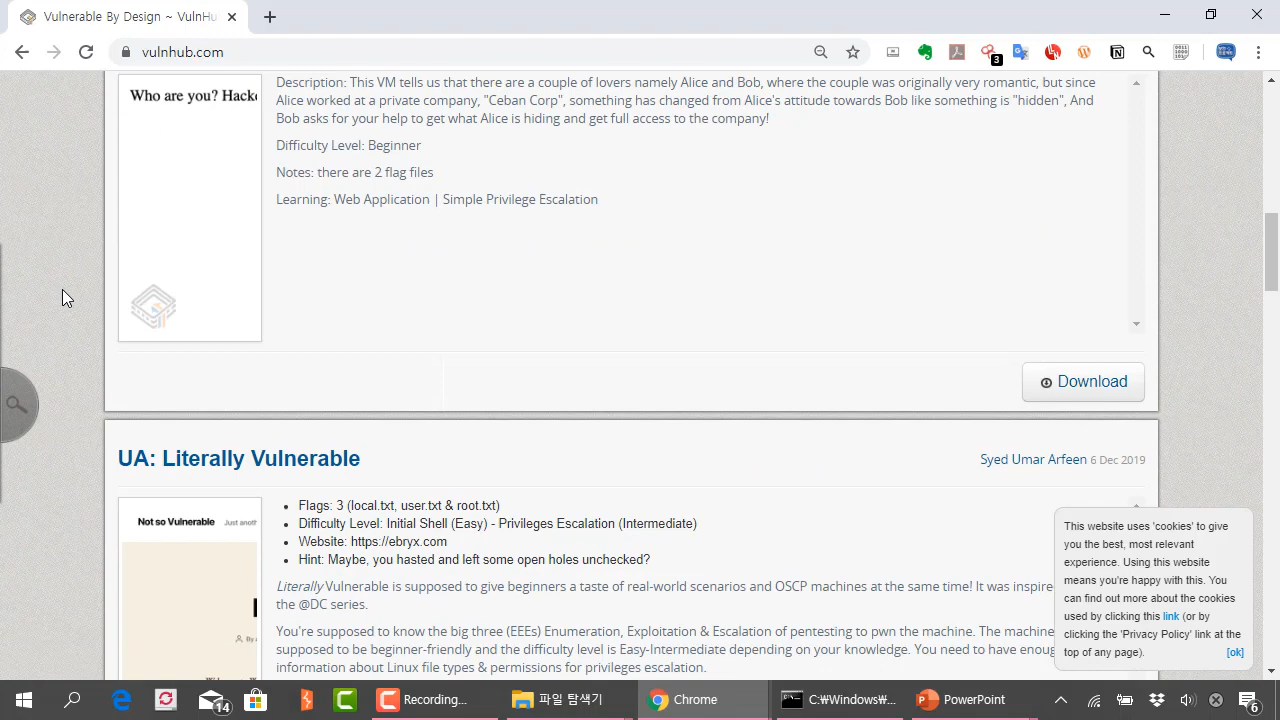 Vulnerable By Design ~ VulnH
vulnhub.com
3
Description: This VM tells us that there are a couple of lovers namely Alice and Bob, where the couple was originally very romantic, but since
Who are you? Hack
Alice worked at a private company, "Ceban Corp", something has changed from Alice's attitude towards Bob like something is "hidden", And
Bob asks for your help to get what Alice is hiding and get full access to the company!
Difficulty Level: Beginner
Notes: there are 2 flag files
Learning: Web Application | Simple Privilege Escalation
Download
UA: Literally Vulnerable
Syed Umar Arfeen 6 Dec 2019
Not so Vulnerable Just anoth
Flags: 3 (local.txt, user.txt & root.txt)
Difficulty Level: Initial Shell (Easy) - Privileges Escalation (Intermediate)
Website: https://ebryx.com
Hint: Maybe, you hasted and left some open holes unchecked?
Literally Vulnerable is supposed to give beginners a taste of real-world scenarios and OSCP machines at the same time! It was inspire
the @DC series.
You're supposed to know the big three (EEEs) Enumeration, Exploitation & Escalation of pentesting to pwn the machine. The machine
supposed to be beginner-friendly and the difficulty level is Easy-Intermediate depending on your knowledge. You need to have enoug
information about Linux file types & permissions for privileges escalation.
By
This website uses 'cookies' to give
you the best, most relevant
experience. Using this website
means you're happy with this. You
can find out more about the cookies
used by clicking this link (or by
clicking the 'Privacy Policy' link at the
top of any page).
[ok]
14
Recording...
파일 탐색기
Chrome
C:₩Windows₩...
PowerPoint
6